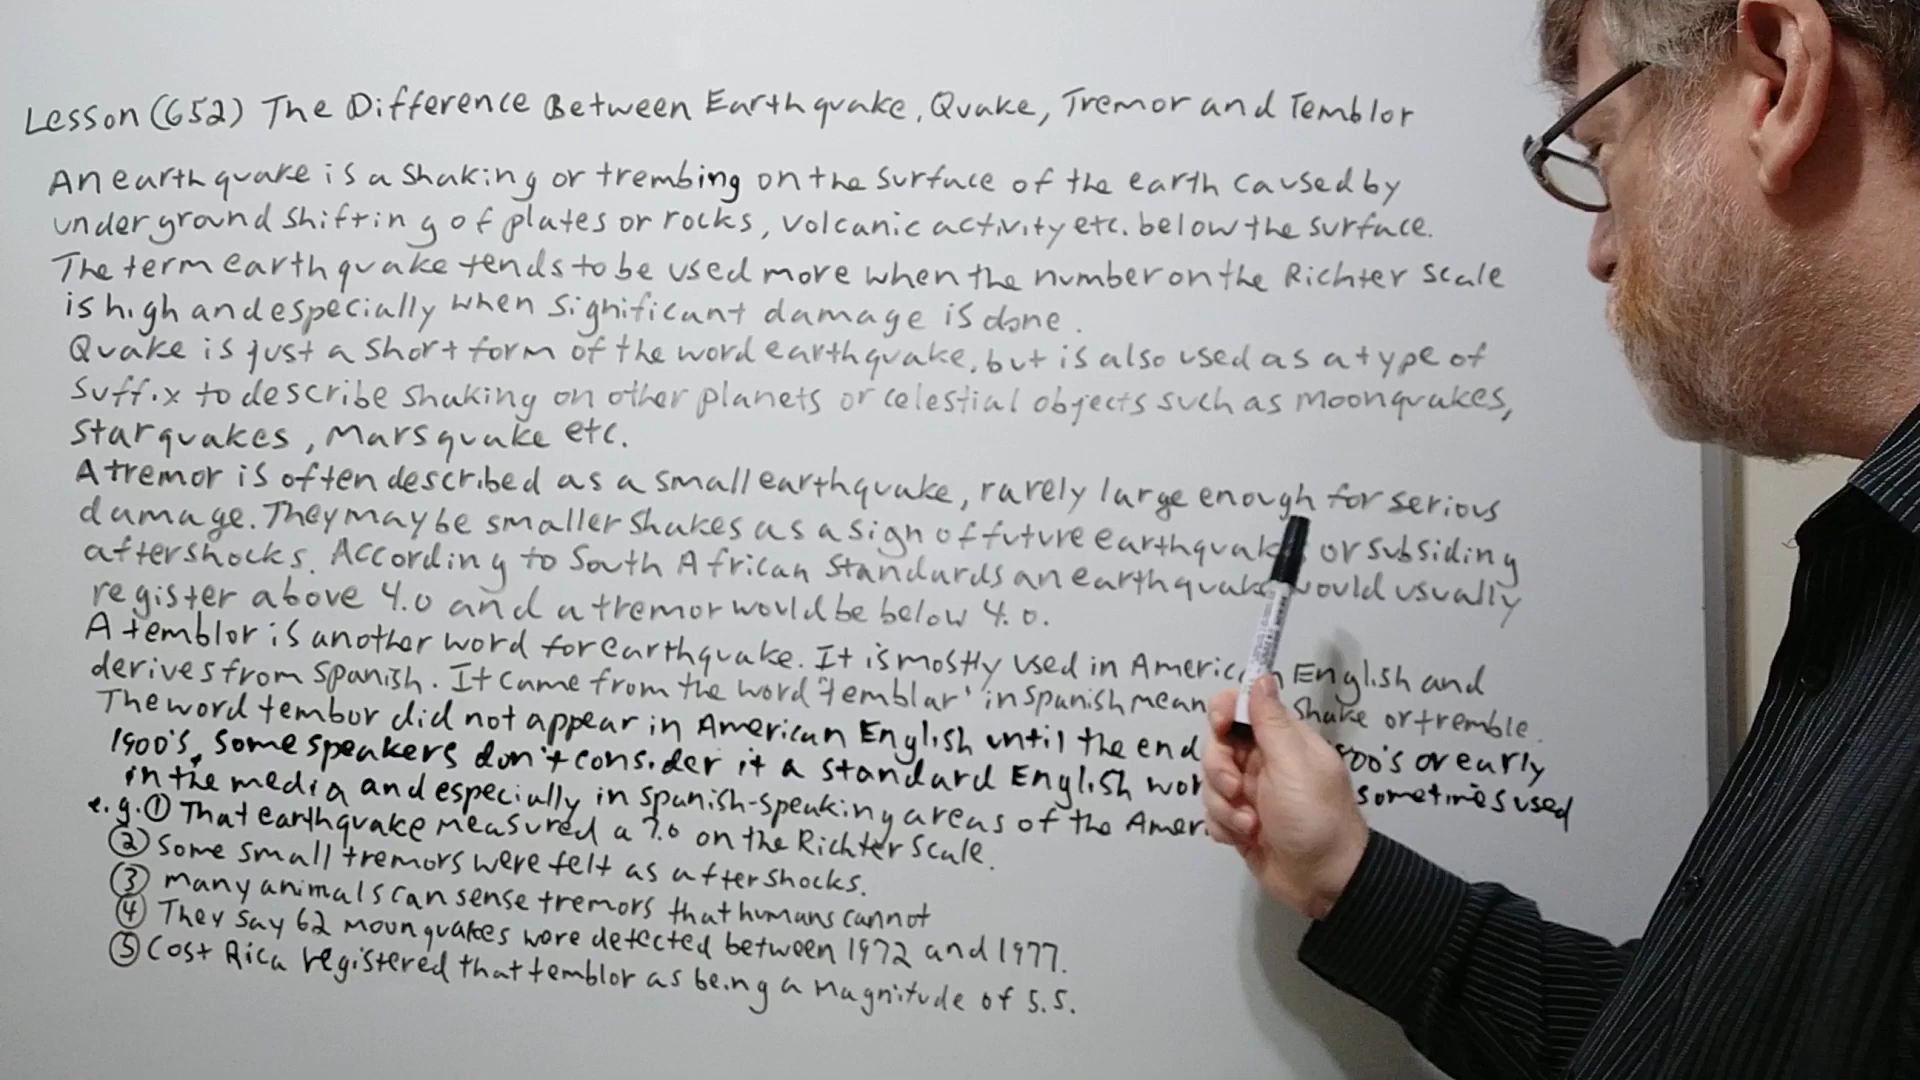 Lesson (652) The Difference Between Earthquake, Quake, Tremor and Temblor
An earthquake is a shaking or trembing on the surface of the earth caused by
underground shifting of plates or rocks, volcanic activity etc. below the surface.
The term earthquake tends to be used more when the number on the Richter Scale
is high and especially when significant damage is done.
Quake is just a short form of the word earthquake, but is also used as a type of
suffix to describe shaking on other planets or celestial objects such as moonquakes,
starquakes, Marsquake etc.
A tremor is often described as a small earthquake, rarely large enough for serious
damage. They may be smaller shakes as a sign of future earthquake or subsiding
aftershocks. According to South African Standards an earthquake would usually
register above 4.0 and a tremor would be below 4.0.
A temblor is another word for earthquake. It is mostly used in American English and
derives from Spanish. It came from the word 'temblar' in Spanish mean shake or tremble.
The word tembor did not appear in American English until the end 00's or early
1900's, some speakers don't consider it a standard English wor sometimes used
in the media and especially in Spanish-speaking areas of the Amer
e.g. ① That earthquake measured a 7.0 on the Richter Scale.
② Some small tremors were felt as aftershocks.
③ Many animals can sense tremors that humans cannot
④ They say 62 moonquakes were detected between 1972 and 1977.
⑤ Cost Rica registered that temblor as being a magnitude of 5.5.